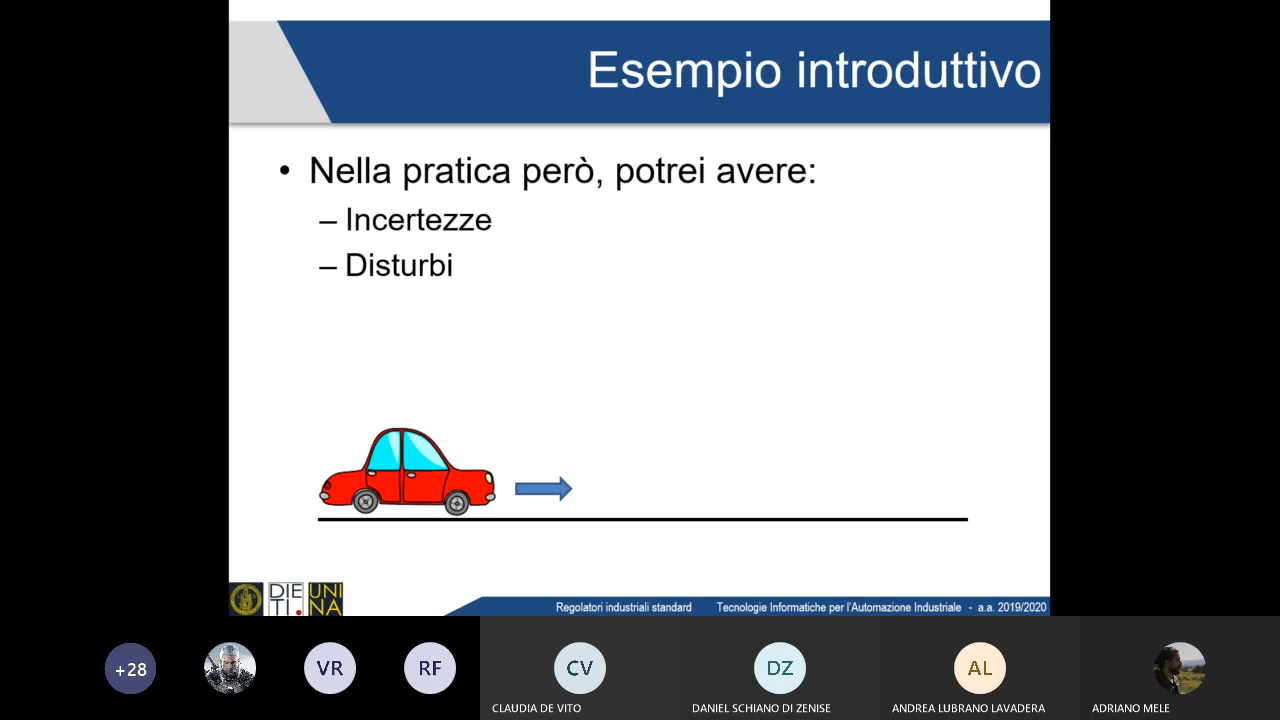 Esempio introduttivo
• Nella pratica però, potrei avere:
– Incertezze
– Disturbi
DIE
TI.
UNI
NA
Regolatori industriali standard
Tecnologie Informatiche per l'Automazione Industriale - a.a. 2019/2020
+28
VR
RF
CV
DZ
AL
CLAUDIA DE VITO
DANIEL SCHIANO DI ZENISE
ANDREA LUBRANO LAVADERA
ADRIANO MELE